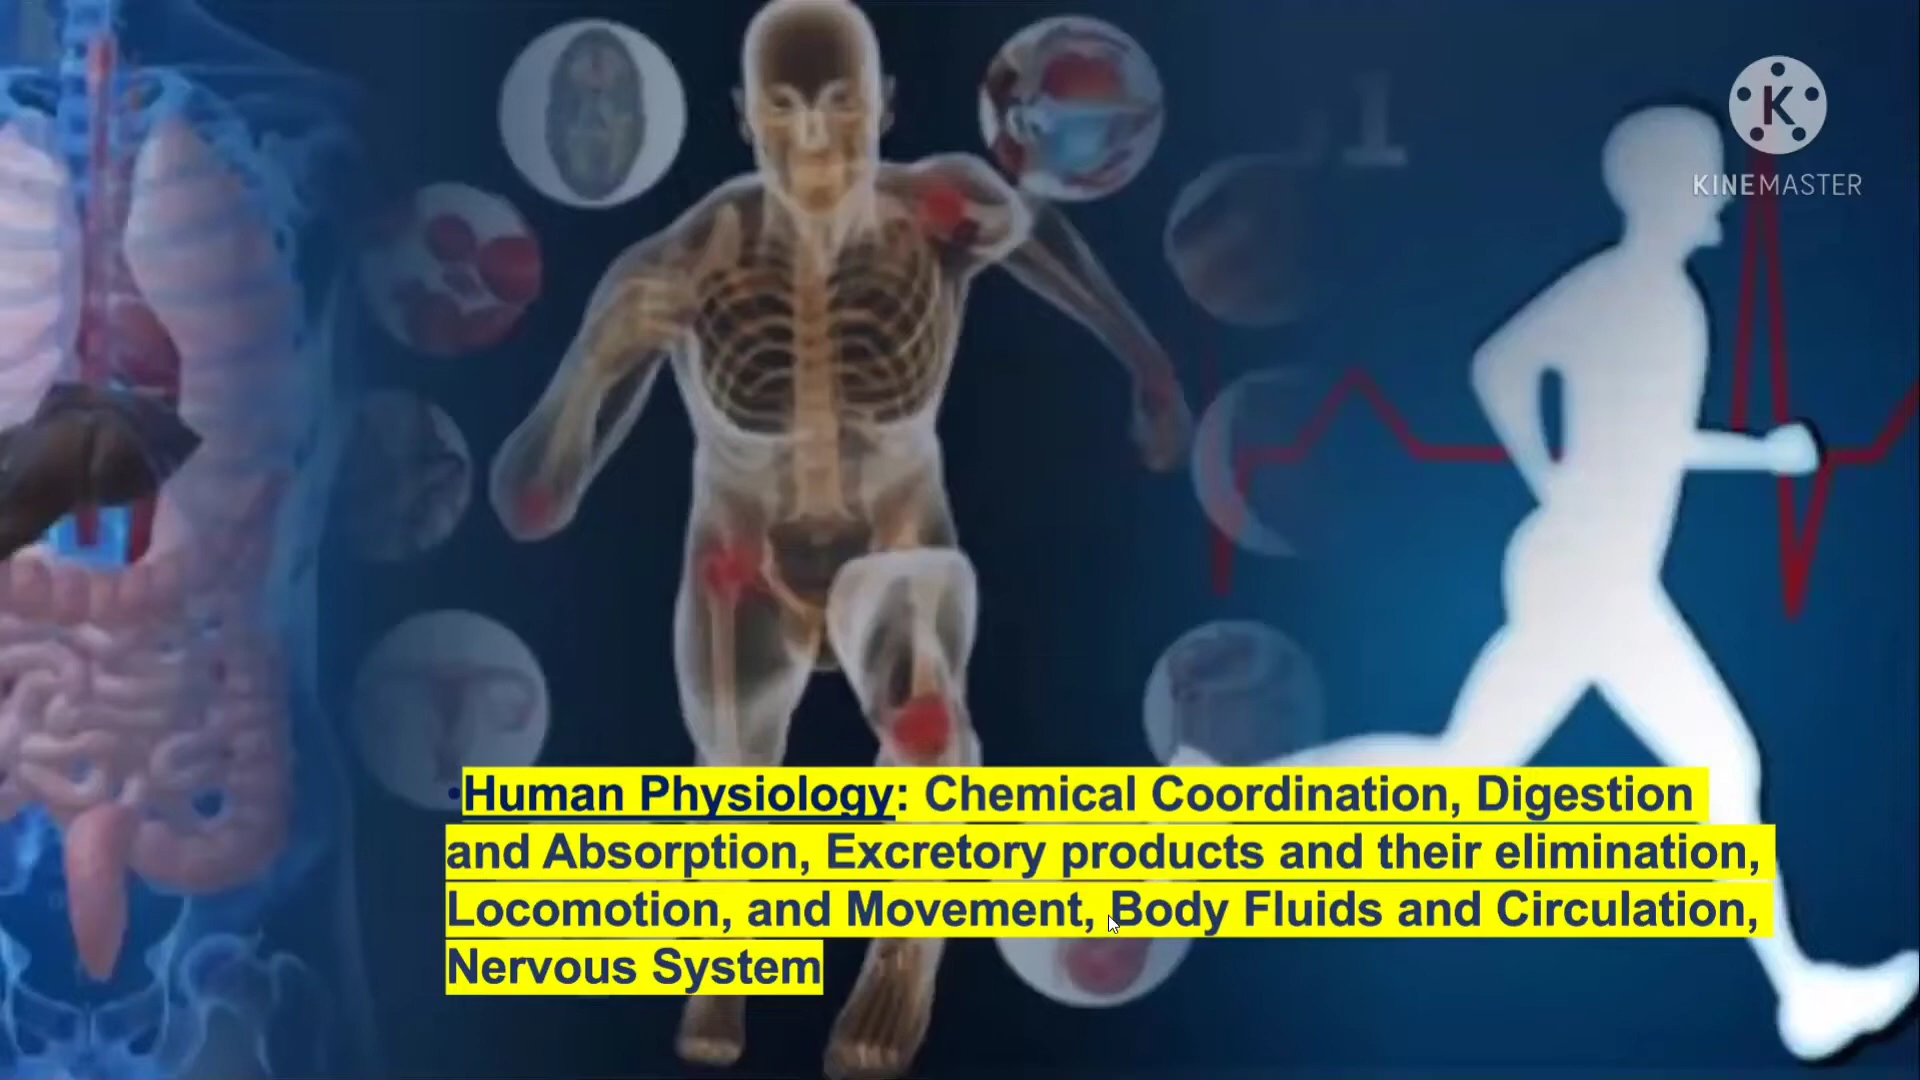 1
KINEMASTER
•Human Physiology: Chemical Coordination, Digestion
and Absorption, Excretory products and their elimination,
Locomotion, and Movement, Body Fluids and Circulation,
Nervous System